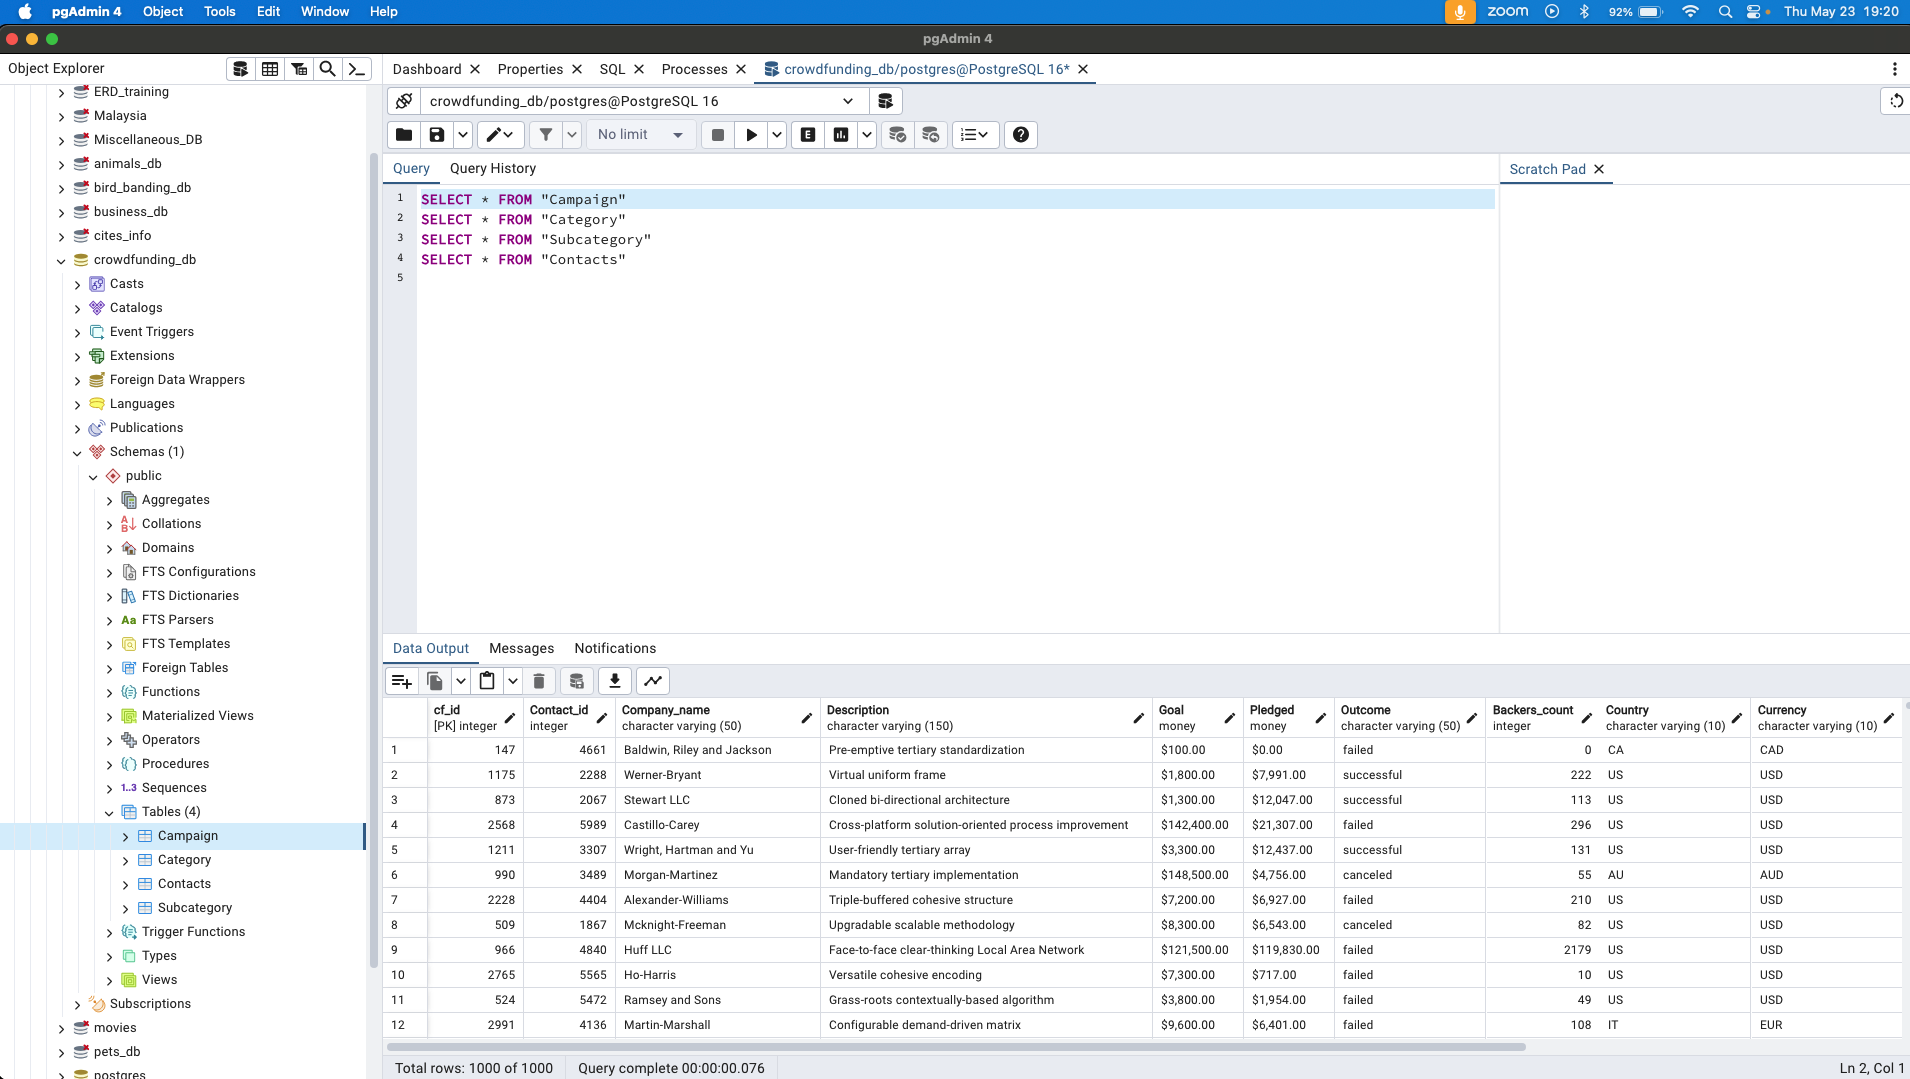 pgAdmin 4 Object Tools Edit Window Help zoom 92% Thu May 23 19:20
pgAdmin 4
Object Explorer
ERD_training
Malaysia
Miscellaneous_DB
animals_db
bird_banding_db
business_db
cites_info
crowdfunding_db
Casts
Catalogs
Event Triggers
Extensions
Foreign Data Wrappers
Languages
Publications
Schemas (1)
public
Aggregates
Collations
Domains
FTS Configurations
FTS Dictionaries
Aa FTS Parsers
FTS Templates
Foreign Tables
Functions
Materialized Views
Operators
Procedures
1..3 Sequences
Tables (4)
Campaign
Category
Contacts
Subcategory
Trigger Functions
Types
Views
Subscriptions
movies
pets_db
postgres
Dashboard Properties SQL Processes crowdfunding_db/postgres@PostgreSQL 16*
crowdfunding_db/postgres@PostgreSQL 16
No limit E
Query Query History
1 SELECT * FROM "Campaign"
2 SELECT * FROM "Category"
3 SELECT * FROM "Subcategory"
4 SELECT * FROM "Contacts"
5
Scratch Pad
Data Output Messages Notifications
cf_id Contact_id Company_name Description Goal Pledged Outcome Backers_count Country Currency
[PK] integer integer character varying (50) character varying (150) money money character varying (50) integer character varying (10) character varying (10)
1 147 4661 Baldwin, Riley and Jackson Pre-emptive tertiary standardization $100.00 $0.00 failed 0 CA CAD
2 1175 2288 Werner-Bryant Virtual uniform frame $1,800.00 $7,991.00 successful 222 US USD
3 873 2067 Stewart LLC Cloned bi-directional architecture $1,300.00 $12,047.00 successful 113 US USD
4 2568 5989 Castillo-Carey Cross-platform solution-oriented process improvement $142,400.00 $21,307.00 failed 296 US USD
5 1211 3307 Wright, Hartman and Yu User-friendly tertiary array $3,300.00 $12,437.00 successful 131 US USD
6 990 3489 Morgan-Martinez Mandatory tertiary implementation $148,500.00 $4,756.00 canceled 55 AU AUD
7 2228 4404 Alexander-Williams Triple-buffered cohesive structure $7,200.00 $6,927.00 failed 210 US USD
8 509 1867 Mcknight-Freeman Upgradable scalable methodology $8,300.00 $6,543.00 canceled 82 US USD
9 966 4840 Huff LLC Face-to-face clear-thinking Local Area Network $121,500.00 $119,830.00 failed 2179 US USD
10 2765 5565 Ho-Harris Versatile cohesive encoding $7,300.00 $717.00 failed 10 US USD
11 524 5472 Ramsey and Sons Grass-roots contextually-based algorithm $3,800.00 $1,954.00 failed 49 US USD
12 2991 4136 Martin-Marshall Configurable demand-driven matrix $9,600.00 $6,401.00 failed 108 IT EUR
Total rows: 1000 of 1000 Query complete 00:00:00.076 Ln 2, Col 1